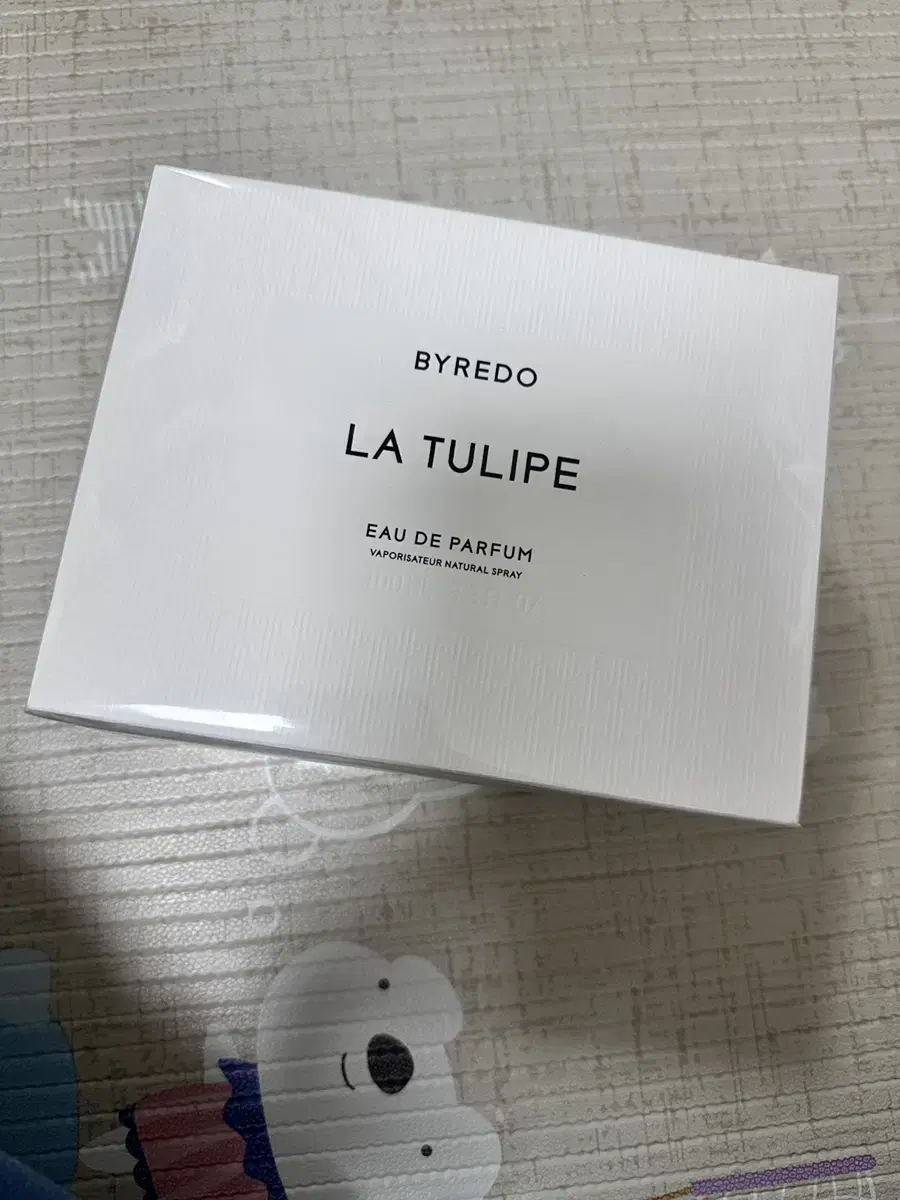 BYREDO
LA TULIPE
EAU DE PARFUM
VAPORISATEUR NATURAL SPRAY